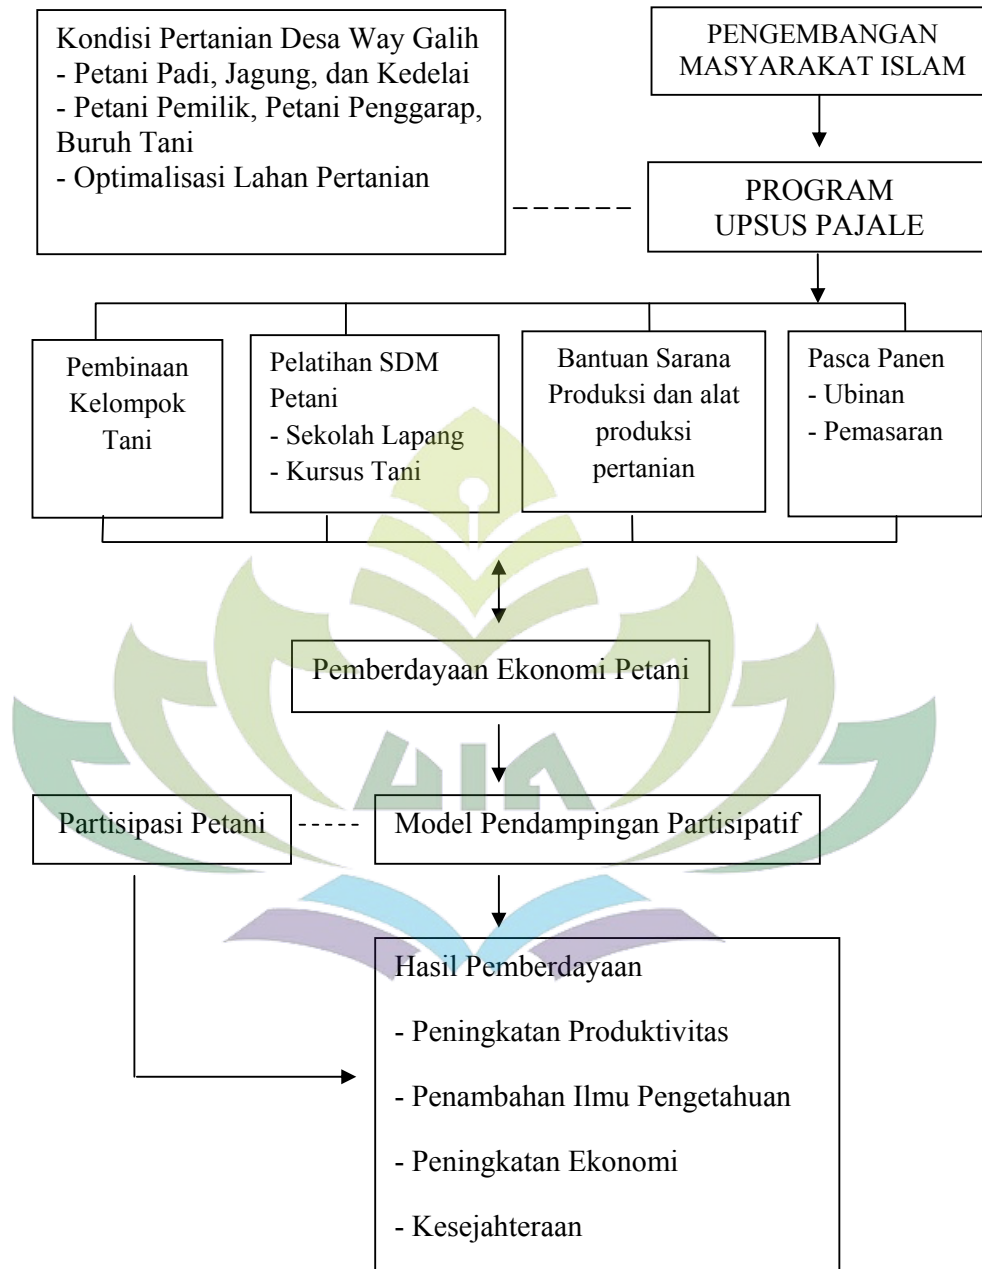 Kondisi Pertanian Desa Way Galih
- Petani Padi, Jagung, dan Kedelai
- Petani Pemilik, Petani Penggarap,
Buruh Tani
- Optimalisasi Lahan Pertanian
PENGEMBANGAN
MASYARAKAT ISLAM
PROGRAM
UPSUS PAJALE
Pembinaan
Kelompok
Tani
Pelatihan SDM
Petani
- Sekolah Lapang
- Kursus Tani
Bantuan Sarana
Produksi dan alat
produksi
pertanian
Pasca Panen
- Ubinan
- Pemasaran
Pemberdayaan Ekonomi Petani
UIN
Partisipasi Petani
Model Pendampingan Partisipatif
Hasil Pemberdayaan
- Peningkatan Produktivitas
- Penambahan Ilmu Pengetahuan
- Peningkatan Ekonomi
- Kesejahteraan